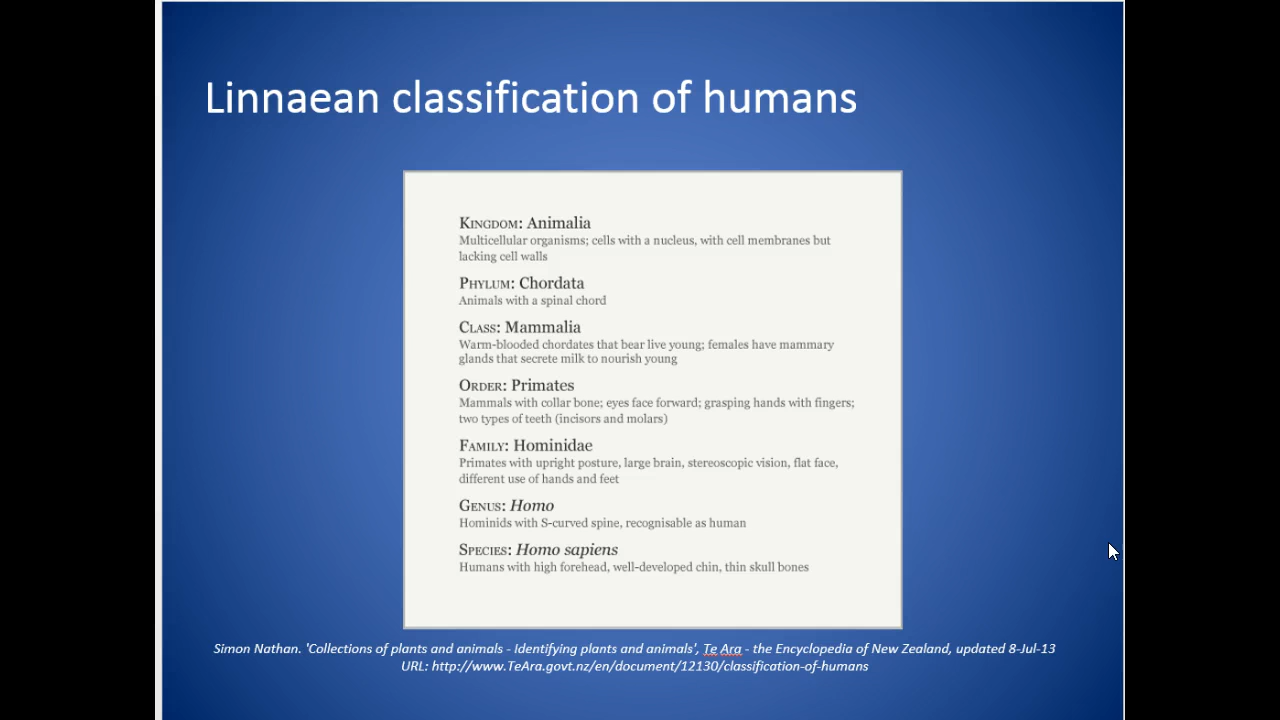 Linnaean classification of humans
KINGDOM: Animalia
Multicellular organisms; cells with a nucleus, with cell membranes but
lacking cell walls
PHYLUM: Chordata
Animals with a spinal chord
CLASS: Mammalia
Warm-blooded chordates that bear live young; females have mammary
glands that secrete milk to nourish young
ORDER: Primates
Mammals with collar bone; eyes face forward; grasping hands with fingers;
two types of teeth (incisors and molars)
FAMILY: Hominidae
Primates with upright posture, large brain, stereoscopic vision, flat face,
different use of hands and feet
GENUS: Homo
Hominids with S-curved spine, recognisable as human
SPECIES: Homo sapiens
Humans with high forehead, well-developed chin, thin skull bones
Simon Nathan. 'Collections of plants and animals - Identifying plants and animals', Te Ara - the Encyclopedia of New Zealand, updated 8-Jul-13
URL: http://www.TeAra.govt.nz/en/document/12130/classification-of-humans